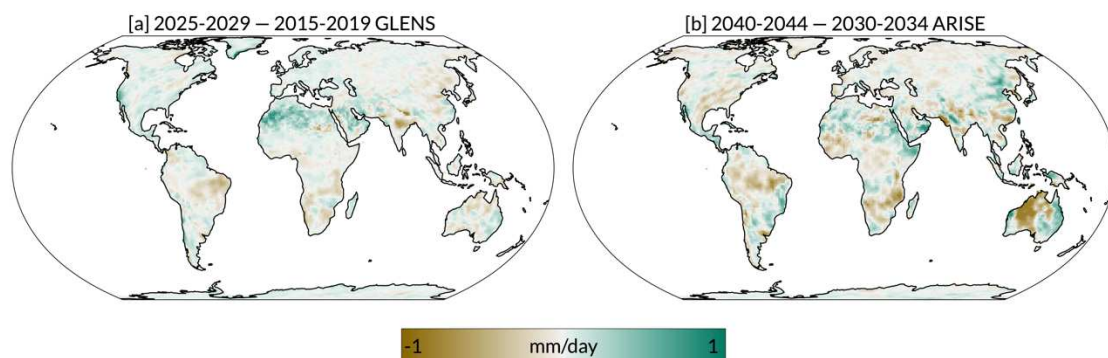 [a] 2025-2029 — 2015-2019 GLENS
[b] 2040-2044 — 2030-2034 ARISE
-1 mm/day 1